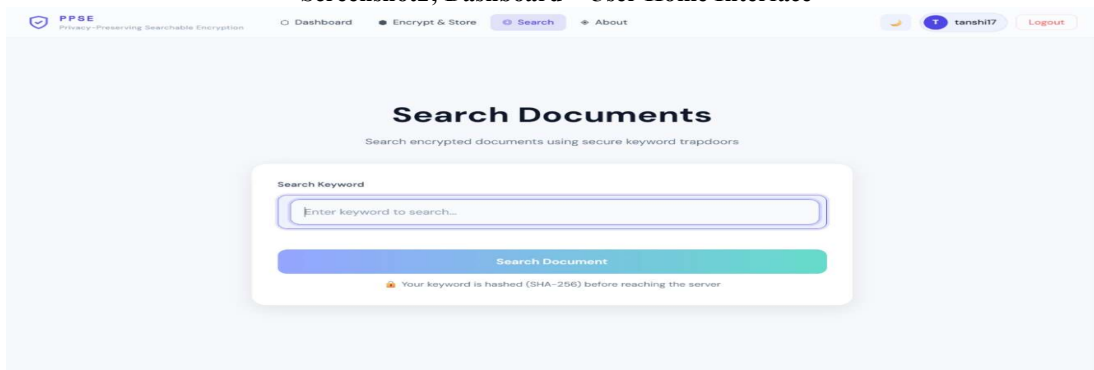 Screenshot2, Dashboard – User Home Interface
PPSE
Privacy-Preserving Searchable Encryption
Dashboard Encrypt & Store Search About
T tanshi17 Logout
Search Documents
Search encrypted documents using secure keyword trapdoors
Search Keyword
Enter keyword to search...
Search Document
Your keyword is hashed (SHA-256) before reaching the server